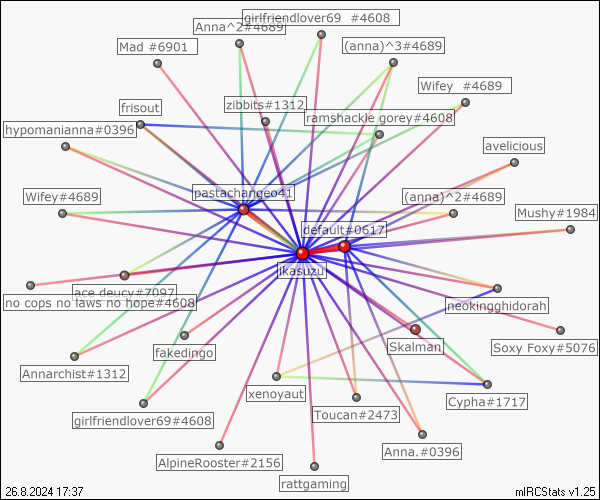 girlfriendlover69  #4608
Anna^2#4689
Mad #6901
(anna)^3#4689
Wifey  #4689
frisout
zibbits#1312
ramshackle gorey#4608
hypomanianna#0396
avelicious
pastachangeo41
Wifey#4689
(anna)^2#4689
Mushy#1984
default#0617
ikasuzu
ace.deucy#7097
no cops no laws no hope#4608
neokingghidorah
fakedingo
Skalman
Soxy Foxy#5076
Annarchist#1312
xenoyaut
Cypha#1717
girlfriendlover69#4608
Toucan#2473
Anna.#0396
AlpineRooster#2156
rattgaming
26.8.2024 17:37
mIRCStats v1.25